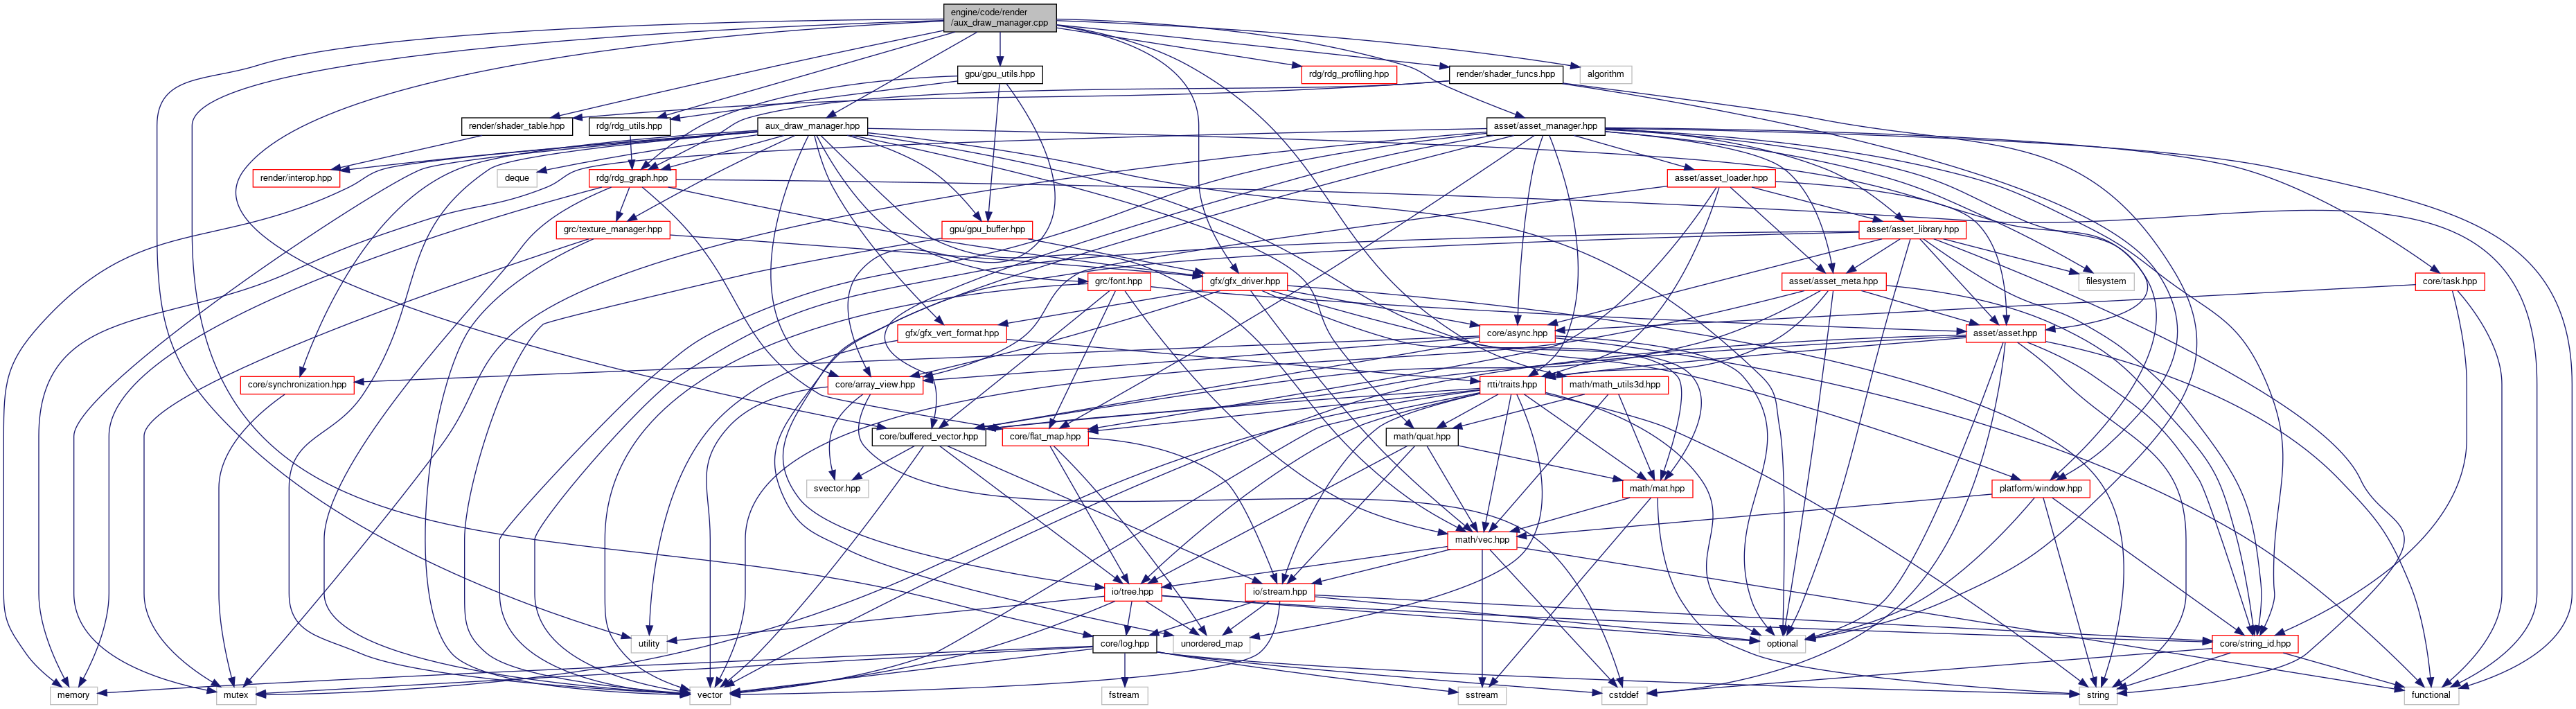 engine/code/render
/aux_draw_manager.cpp
gpu/gpu_utils.hpp
rdg/rdg_profiling.hpp
render/shader_funcs.hpp
algorithm
render/shader_table.hpp
rdg/rdg_utils.hpp
aux_draw_manager.hpp
asset/asset_manager.hpp
render/interop.hpp
deque
rdg/rdg_graph.hpp
asset/asset_loader.hpp
grc/texture_manager.hpp
gpu/gpu_buffer.hpp
asset/asset_library.hpp
grc/font.hpp
gfx/gfx_driver.hpp
asset/asset_meta.hpp
filesystem
core/task.hpp
gfx/gfx_vert_format.hpp
core/async.hpp
asset/asset.hpp
core/synchronization.hpp
core/array_view.hpp
rtti/traits.hpp
math/math_utils3d.hpp
core/buffered_vector.hpp
core/flat_map.hpp
math/quat.hpp
svector.hpp
math/mat.hpp
platform/window.hpp
math/vec.hpp
io/tree.hpp
io/stream.hpp
utility
core/log.hpp
unordered_map
optional
core/string_id.hpp
memory
mutex
vector
fstream
sstream
cstddef
string
functional